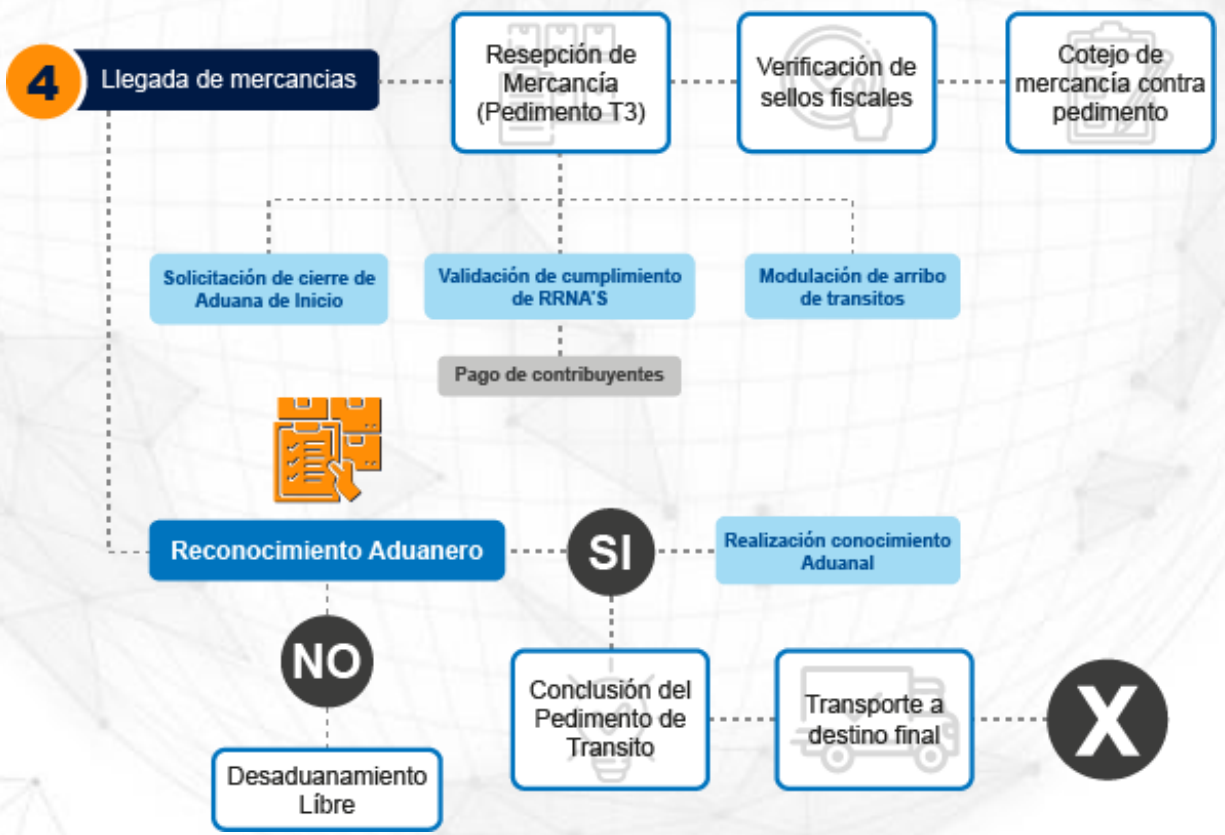 4
Llegada de mercancias
Resepción de
Mercancía
(Pedimento T3)
Verificación de
sellos fiscales
Cotejo de
mercancía contra
pedimento
Solicitación de cierre de
Aduana de Inicio
Validación de cumplimiento
de RRNA'S
Modulación de arribo
de transitos
Pago de contribuyentes
Reconocimiento Aduanero
SI
Realización conocimiento
Aduanal
NO
Conclusión del
Pedimento de
Transito
Transporte a
destino final
X
Desaduanamiento
Líbre